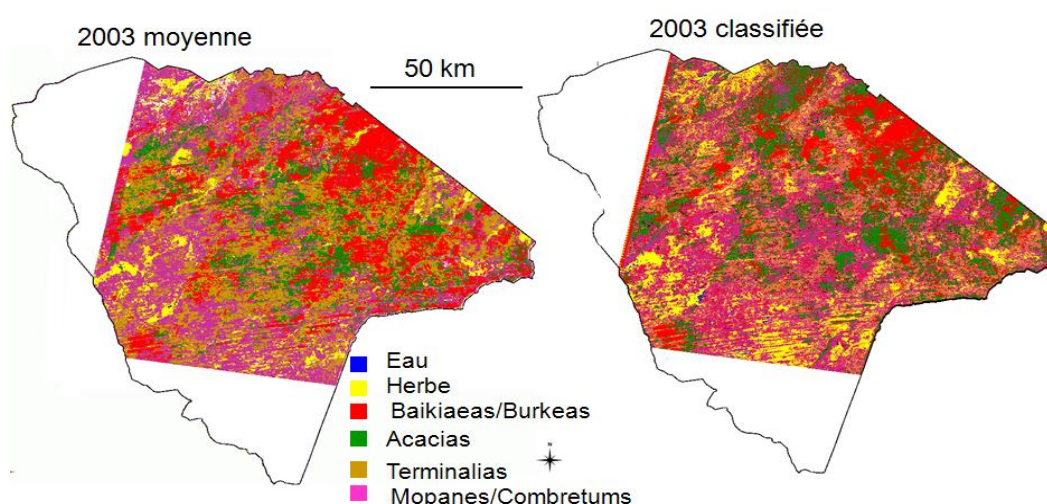 2003 moyenne
2003 classifiée
50 km
Eau
Herbe
Baikiaeas/Burkeas
Acacias
Terminalias
Mopanes/Combretums